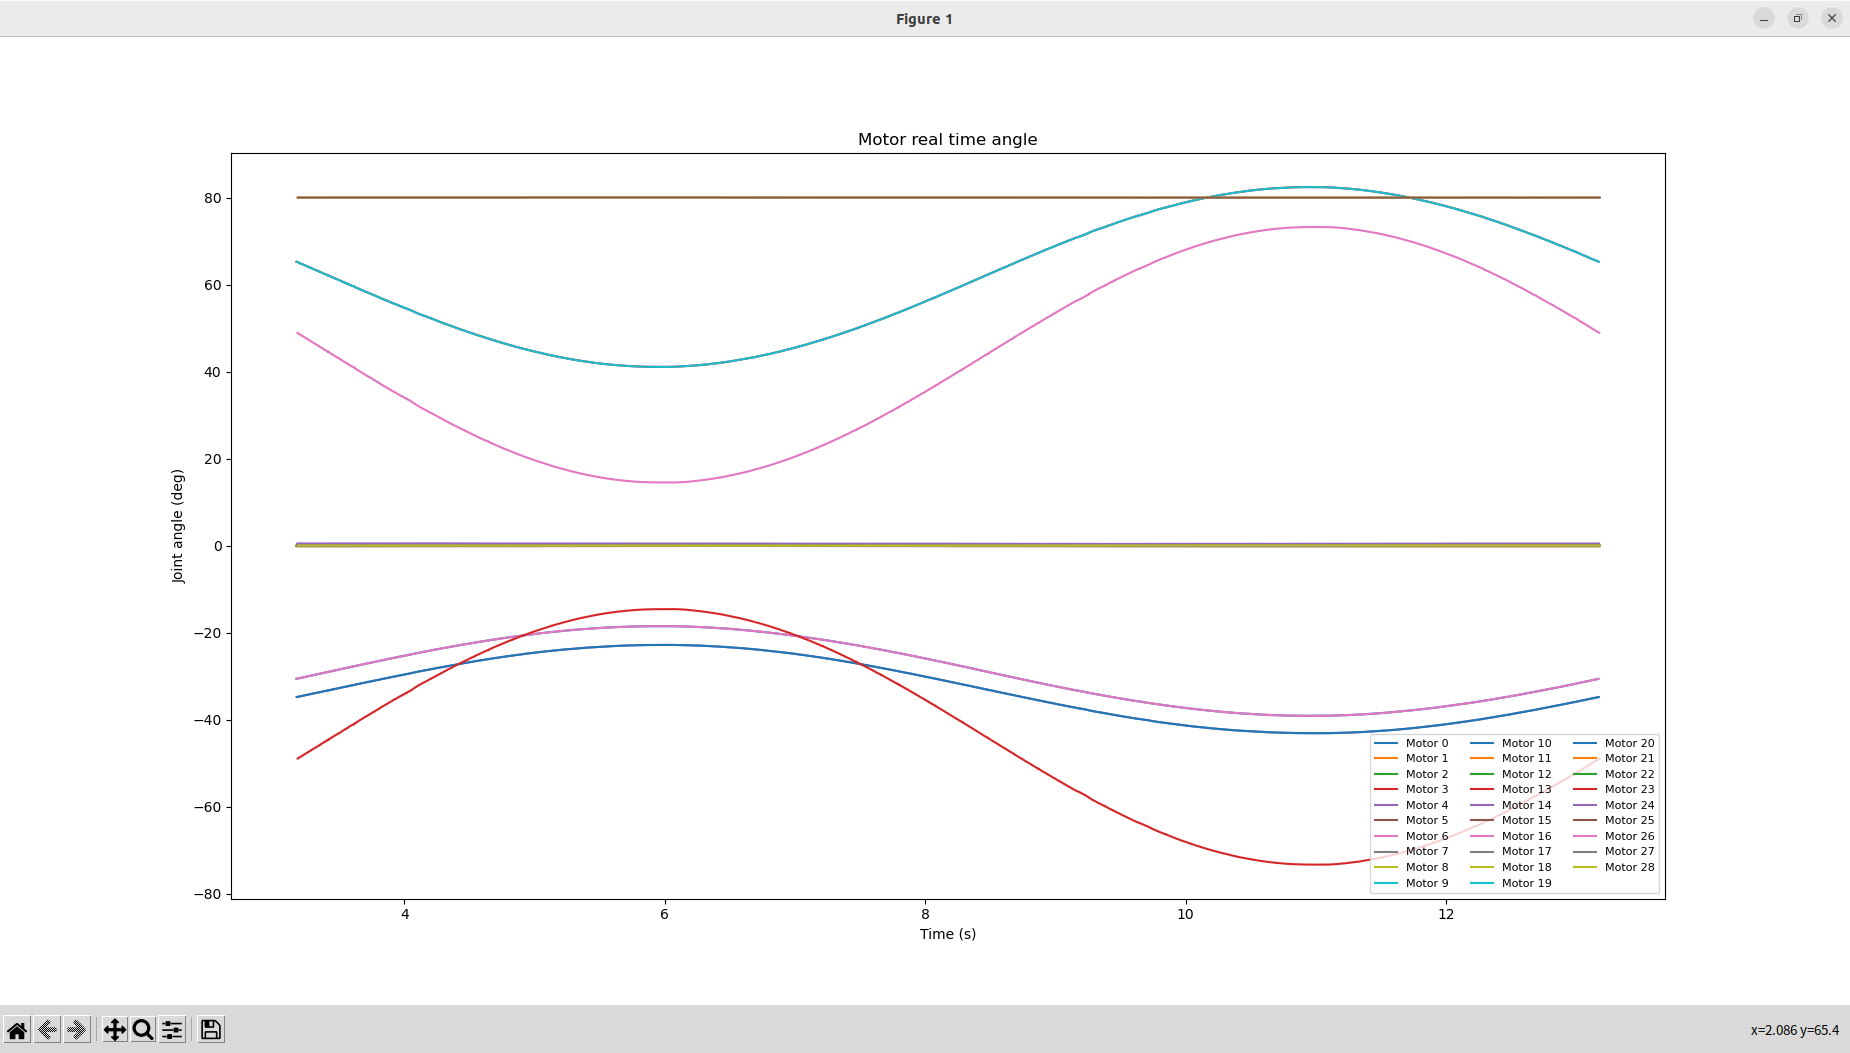 Figure 1
Motor real time angle
80
60
40
20
0
−20
−40
−60
−80
Joint angle (deg)
4 6 8 10 12
Time (s)
Motor 0 Motor 10 Motor 20
Motor 1 Motor 11 Motor 21
Motor 2 Motor 12 Motor 22
Motor 3 Motor 13 Motor 23
Motor 4 Motor 14 Motor 24
Motor 5 Motor 15 Motor 25
Motor 6 Motor 16 Motor 26
Motor 7 Motor 17 Motor 27
Motor 8 Motor 18 Motor 28
Motor 9 Motor 19
x=2.086 y=65.4